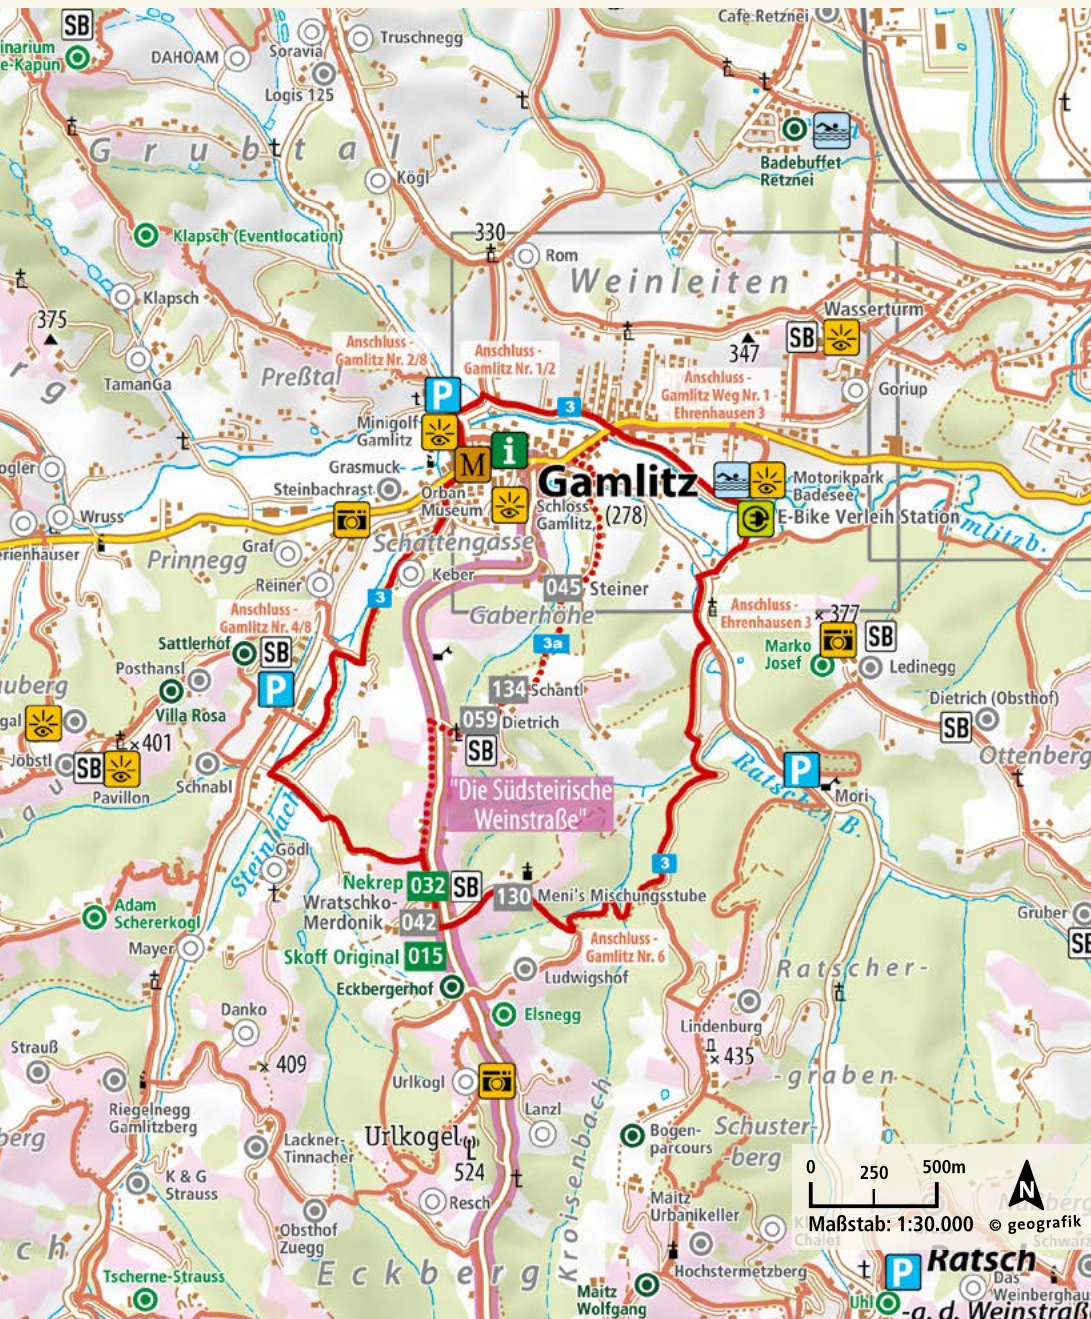 Cafe Retznei
SB
inarium
e-Kapun
DAHOAM
Soravia
Truschnegg
Logis 125
Grubtal
Badebuffet
Retznei
Kögl
330
Klapsch (Eventlocation)
Rom
Weinleiten
Klapsch
375
Wasserturm
SB
347
Anschluss -
Gamlitz Nr. 2/8
Anschluss -
Gamlitz Nr. 1/2
rg
TamanGa
Preßtal
Anschluss -
Gamlitz Weg Nr. 1 -
Ehrenhausen 3
Goriup
P
3
Minigolf
Gamlitz
i
M
ogler
Grasmuck
Steinbachrast
Orban
Museum
Gamlitz
(278)
Schloss
Gamlitz
Motorikpark
Badesee
E-Bike Verleih Station
mlitzb.
Wruss
erienhäuser
Prinnegg
Graf
Schattengasse
Reiner
Keber
3
045 Steiner
Gaberhöhe
Anschluss -
Gamlitz Nr. 4/8
Anschluss -
Ehrenhausen 3
377
Sattlerhof
SB
3a
Marko
Josef
SB
Ledinegg
Posthansl
P
auberg
134 Schantl
Villa Rosa
Dietrich (Obsthof)
SB
gal
059 Dietrich
SB
401
Jöbstl
SB
Pavillon
Schnabl
Ottenberg
"Die Südsteirische
Weinstraße"
P
Ratscher B.
Mori
au
Steinbach
Gödl
3
Nekrep 032 SB
Wratschko-
Merdonik 042
130 Meni's Mischungsstube
Adam
Schererkogl
Gruber
SB
Mayer
Skoff Original 015
Anschluss -
Gamlitz Nr. 6
Ludwigshof
Ratscher-
Eckbergerhof
Elsnegg
Danko
Lindenburg
435
Strauß
409
-graben
Urlkogl
Riegelnegg
Gamlitzberg
Lanzl
berg
Lackner-
Tinnacher
Urlkogel
524
Bogen-
parcours
Schuster-
-berg
K & G
Strauss
Resch
Kroisenbach
Maitz
Urbanikeller
0 250 500m
N
Maßstab: 1:30.000 © geografik
Obsthof
Zuegg
ch
Eckberg
Hochstermetzberg
Tscherne-Strauss
Maitz
Wolfgang
P
Ratsch
-a. d. Weinstraß
Uhl
Das
Weinberghau